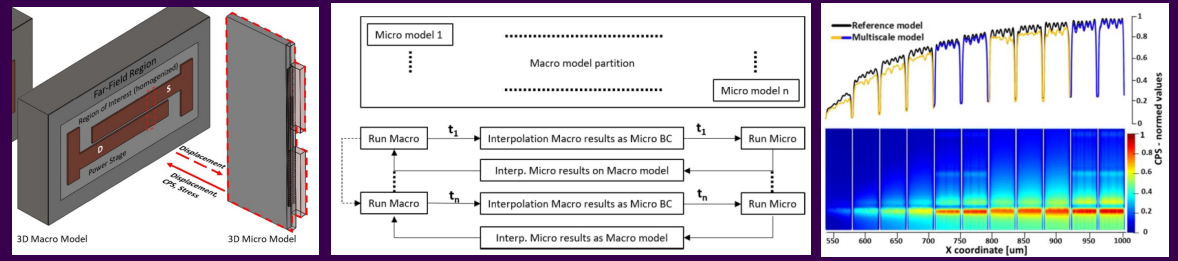 Far-Field Region
Region of Interest (homogenized)
S
D
Power Stage
Displacement
Displacement,
CPS, Stress
3D Macro Model
3D Micro Model
Micro model 1
Macro model partition
Micro model n
Run Macro
t1
Interpolation Macro results as Micro BC
t1
Run Micro
Interp. Micro results on Macro model
Run Macro
tn
Interpolation Macro results as Micro BC
tn
Run Micro
Interp. Micro results as Macro model
Reference model
Multiscale model
1
0.8
0.6
0.4
0.2
0
1
0.8
0.6
0.4
0.2
0
CPS - normed values
550 600 650 700 750 800 850 900 950 1000
X coordinate [um]